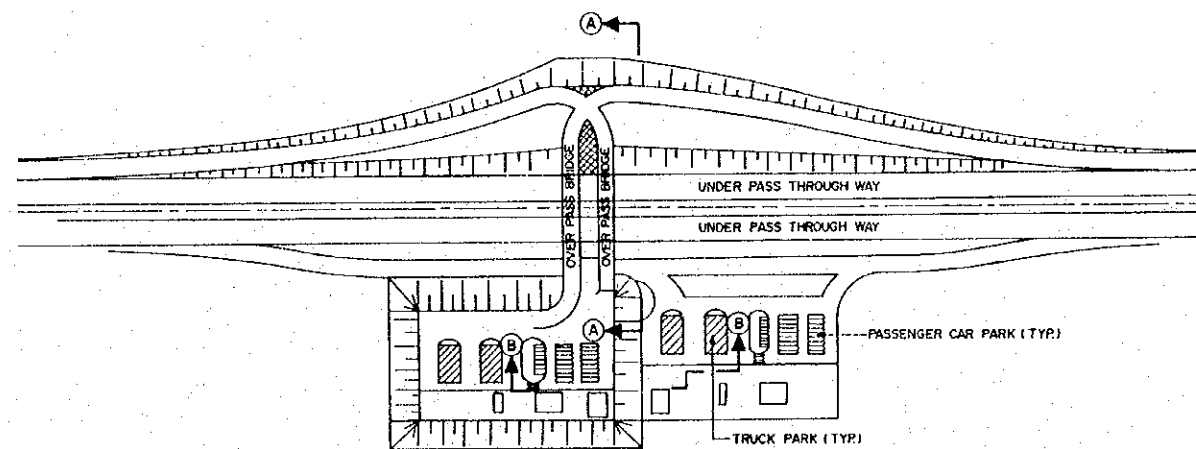 A
OVER PASS BRIDGE
OVER PASS BRIDGE
UNDER PASS THROUGH WAY
UNDER PASS THROUGH WAY
A
B
B
PASSENGER CAR PARK (TYP.)
TRUCK PARK (TYP.)